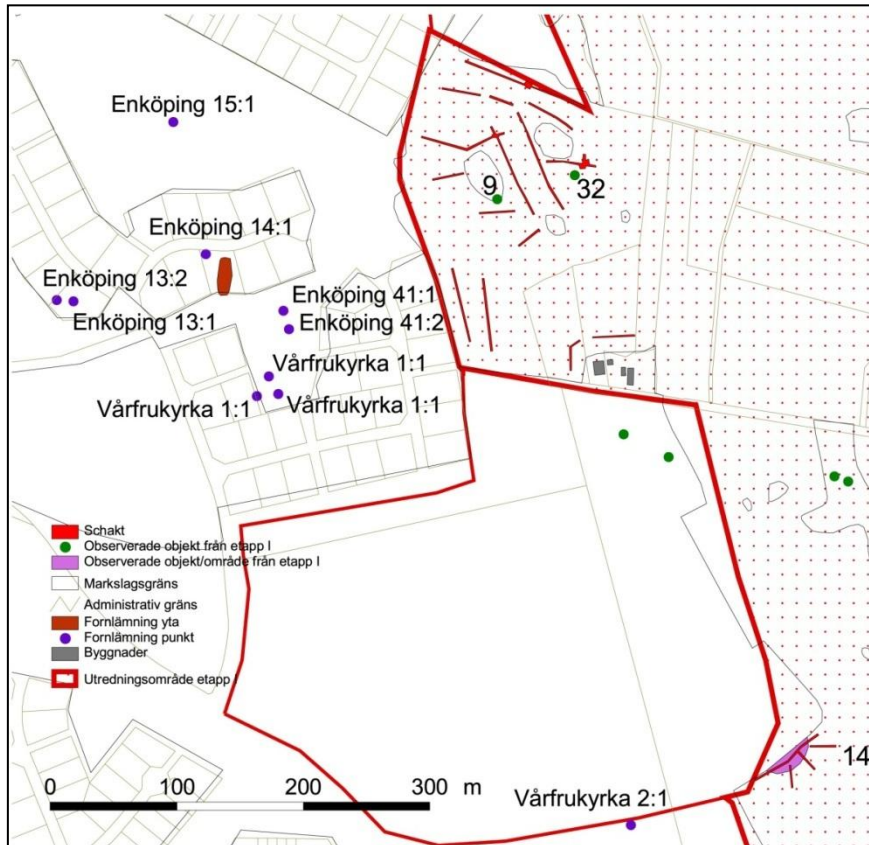 Enköping 15:1
9
32
Enköping 14:1
Enköping 13:2
Enköping 13:1
Enköping 41:1
Enköping 41:2
Vårfrukyrka 1:1
Vårfrukyrka 1:1
Vårfrukyrka 1:1
Schakt
Observerade objekt från etapp I
Observerade objekt/område från etapp I
Markslagsgräns
Administrativ gräns
Fornlämning yta
Fornlämning punkt
Byggnader
Utredningsområde etapp I
14
0 100 200 300 m
Vårfrukyrka 2:1